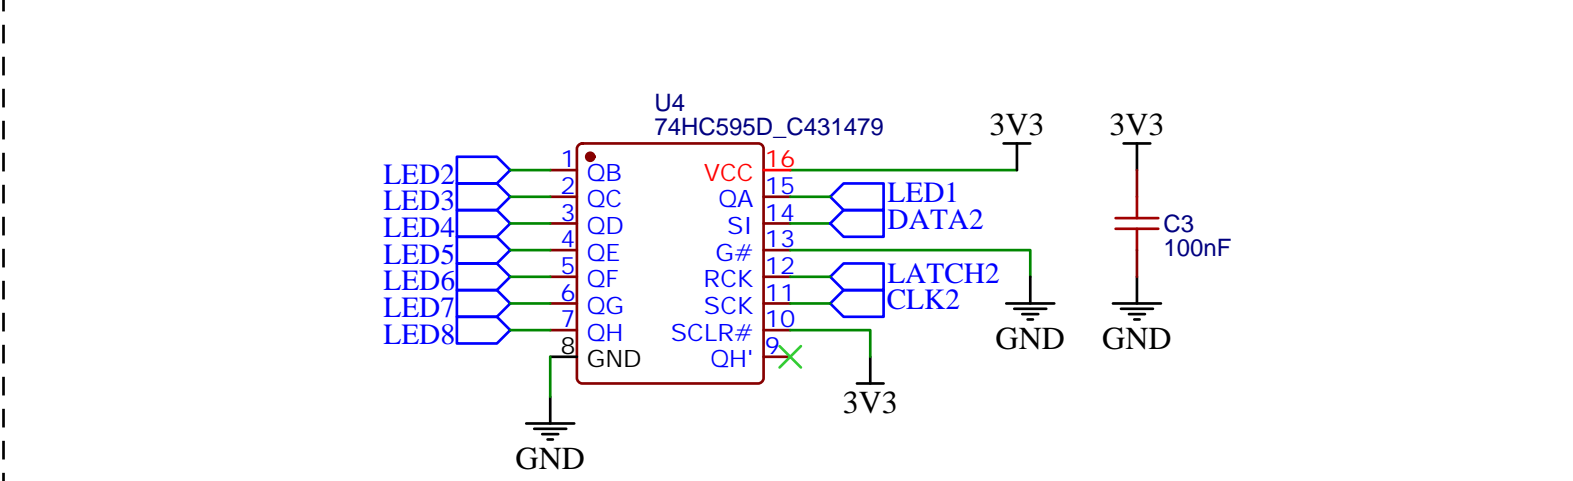 U4
74HC595D_C431479
3V3
3V3
LED2 1 QB VCC 16
LED3 2 QC QA 15 LED1
LED4 3 QD SI 14 DATA2
LED5 4 QE G# 13
LED6 5 QF RCK 12 LATCH2
LED7 6 QG SCK 11 CLK2
LED8 7 QH SCLR# 10
8 GND QH' 9
C3
100nF
GND
GND
3V3
GND